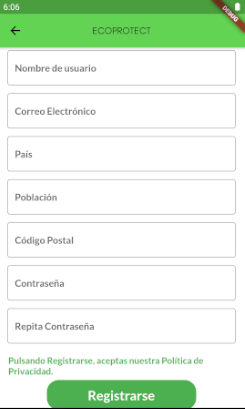 6:06
DEBUG
ECOPROTECT
Nombre de usuario
Correo Electrónico
País
Población
Código Postal
Contraseña
Repita Contraseña
Pulsando Registrarse, aceptas nuestra Política de
Privacidad.
Registrarse